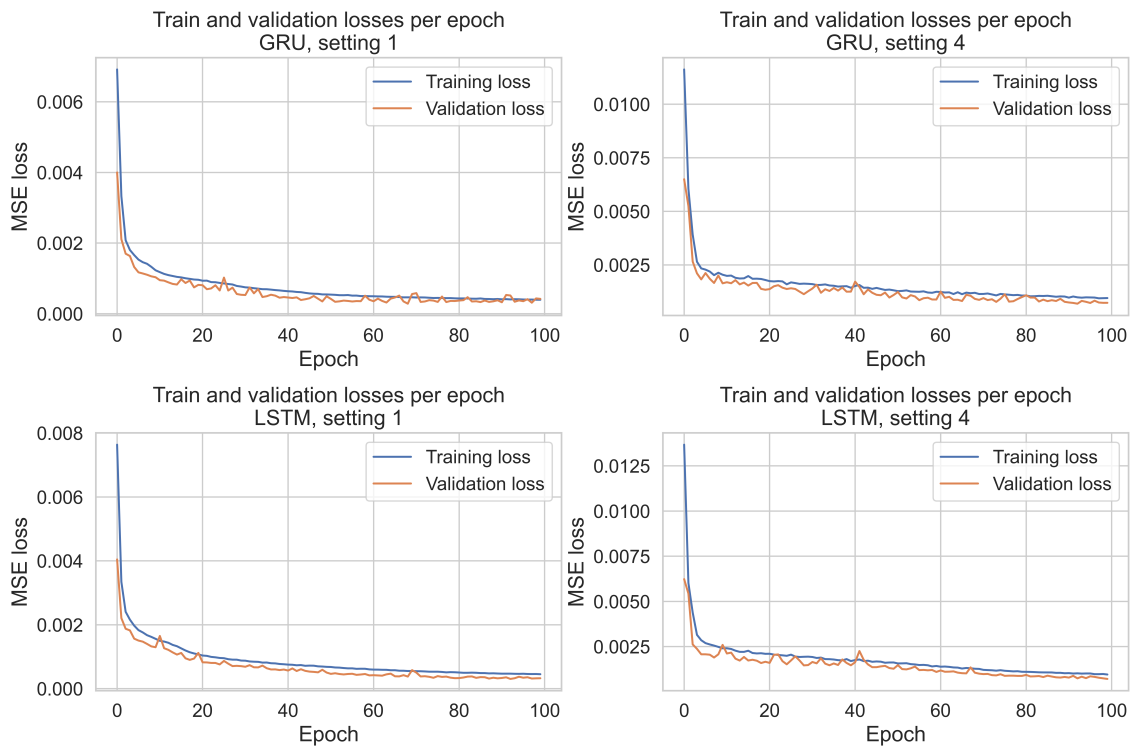 Train and validation losses per epoch
GRU, setting 1
MSE loss
0.006
0.004
0.002
0.000
Training loss
Validation loss
0 20 40 60 80 100
Epoch
Train and validation losses per epoch
GRU, setting 4
MSE loss
0.0100
0.0075
0.0050
0.0025
Training loss
Validation loss
0 20 40 60 80 100
Epoch
Train and validation losses per epoch
LSTM, setting 1
MSE loss
0.008
0.006
0.004
0.002
0.000
Training loss
Validation loss
0 20 40 60 80 100
Epoch
Train and validation losses per epoch
LSTM, setting 4
MSE loss
0.0125
0.0100
0.0075
0.0050
0.0025
Training loss
Validation loss
0 20 40 60 80 100
Epoch